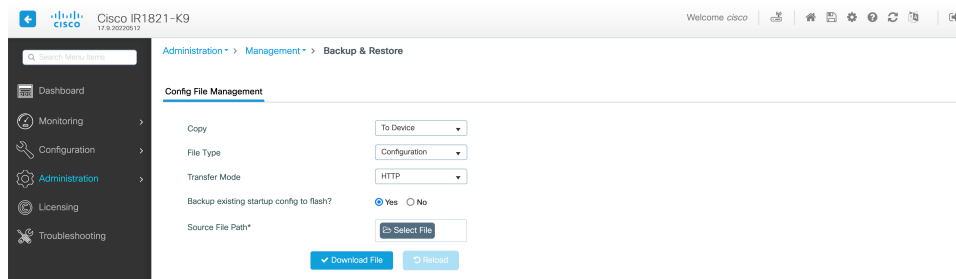 cisco
Cisco IR1821-K9
17.9.20220512
Welcome cisco
Search Menu Items
Administration > Management > Backup & Restore
Dashboard
Config File Management
Monitoring
Copy
To Device
Configuration
File Type
Configuration
Transfer Mode
HTTP
Administration
Backup existing startup config to flash?
Yes
No
Licensing
Source File Path*
Select File
Troubleshooting
Download File
Reload